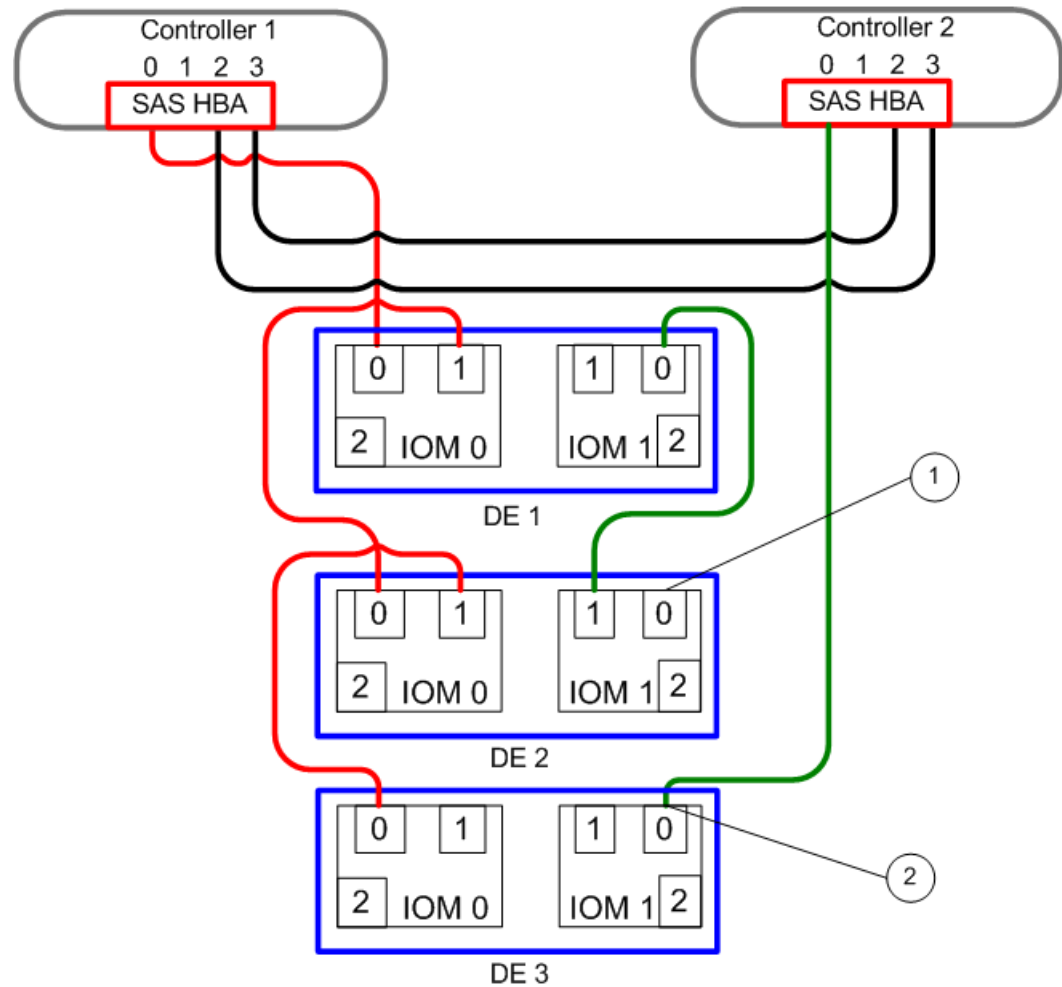 Controller 1
0 1 2 3
SAS HBA
Controller 2
0 1 2 3
SAS HBA
0 1 1 0
2 IOM 0 IOM 1 2
DE 1
1
0 1 1 0
2 IOM 0 IOM 1 2
DE 2
0 1 1 0
2 IOM 0 IOM 1 2
2
DE 3